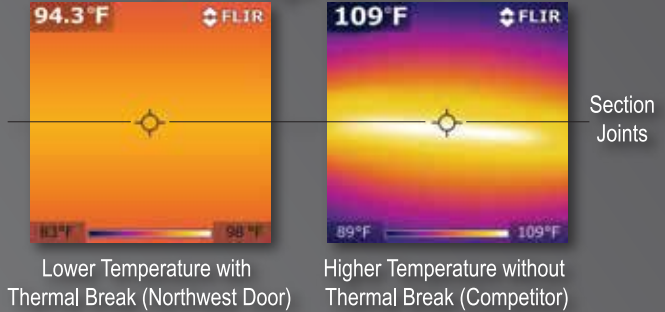 94.3°F FLIR
83°F 98°F
Lower Temperature with
Thermal Break (Northwest Door)
109°F FLIR
89°F 109°F
Higher Temperature without
Thermal Break (Competitor)
Section
Joints